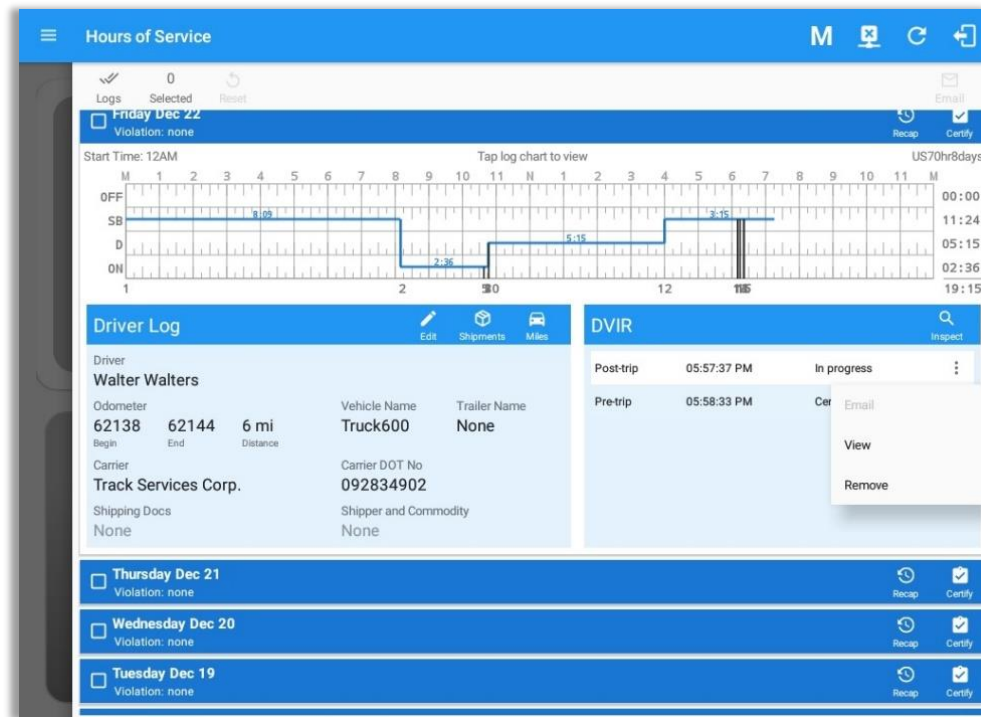 Hours of Service
M
Logs
0
Selected
Reset
Email
Friday Dec 22
Violation: none
Recap
Certify
Start Time: 12AM
Tap log chart to view
US70hr8days
M 1 2 3 4 5 6 7 8 9 10 11 N 1 2 3 4 5 6 7 8 9 10 11 M
OFF 00:00
SB 8:09 3:15 11:24
D 5:15 05:15
ON 2:36 02:36
1 2 12 19:15
Driver Log
Edit
Shipments
Miles
Driver
Walter Walters
Odometer
62138 62144 6 mi
Begin End Distance
Vehicle Name
Truck600
Trailer Name
None
Carrier
Track Services Corp.
Carrier DOT No
092834902
Shipping Docs
None
Shipper and Commodity
None
DVIR
Inspect
Post-trip 05:57:37 PM In progress
Pre-trip 05:58:33 PM Cer
Email
View
Remove
Thursday Dec 21
Violation: none
Recap
Certify
Wednesday Dec 20
Violation: none
Recap
Certify
Tuesday Dec 19
Violation: none
Recap
Certify